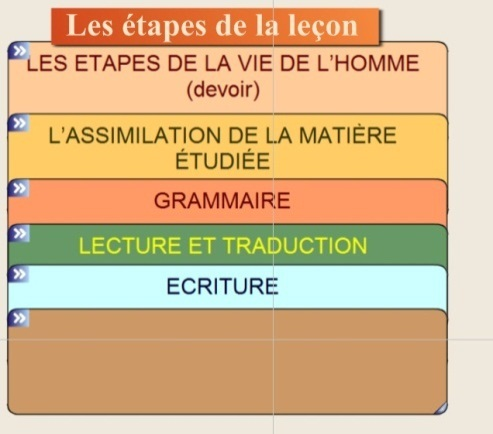 Les étapes de la leçon
LES ETAPES DE LA VIE DE L'HOMME
(devoir)
L'ASSIMILATION DE LA MATIÈRE
ÉTUDIÉE
GRAMMAIRE
LECTURE ET TRADUCTION
ECRITURE